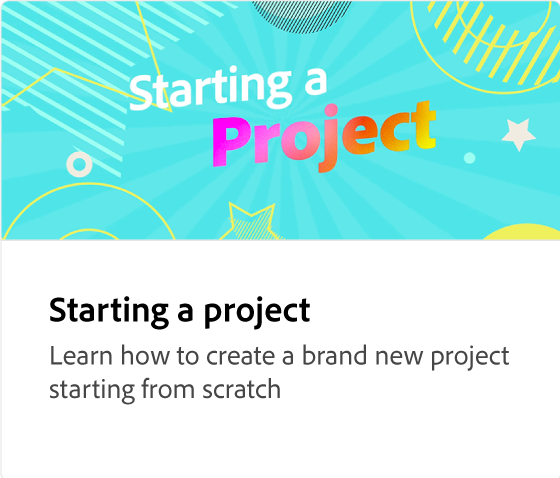 Starting a
Project
Starting a project
Learn how to create a brand new project
starting from scratch